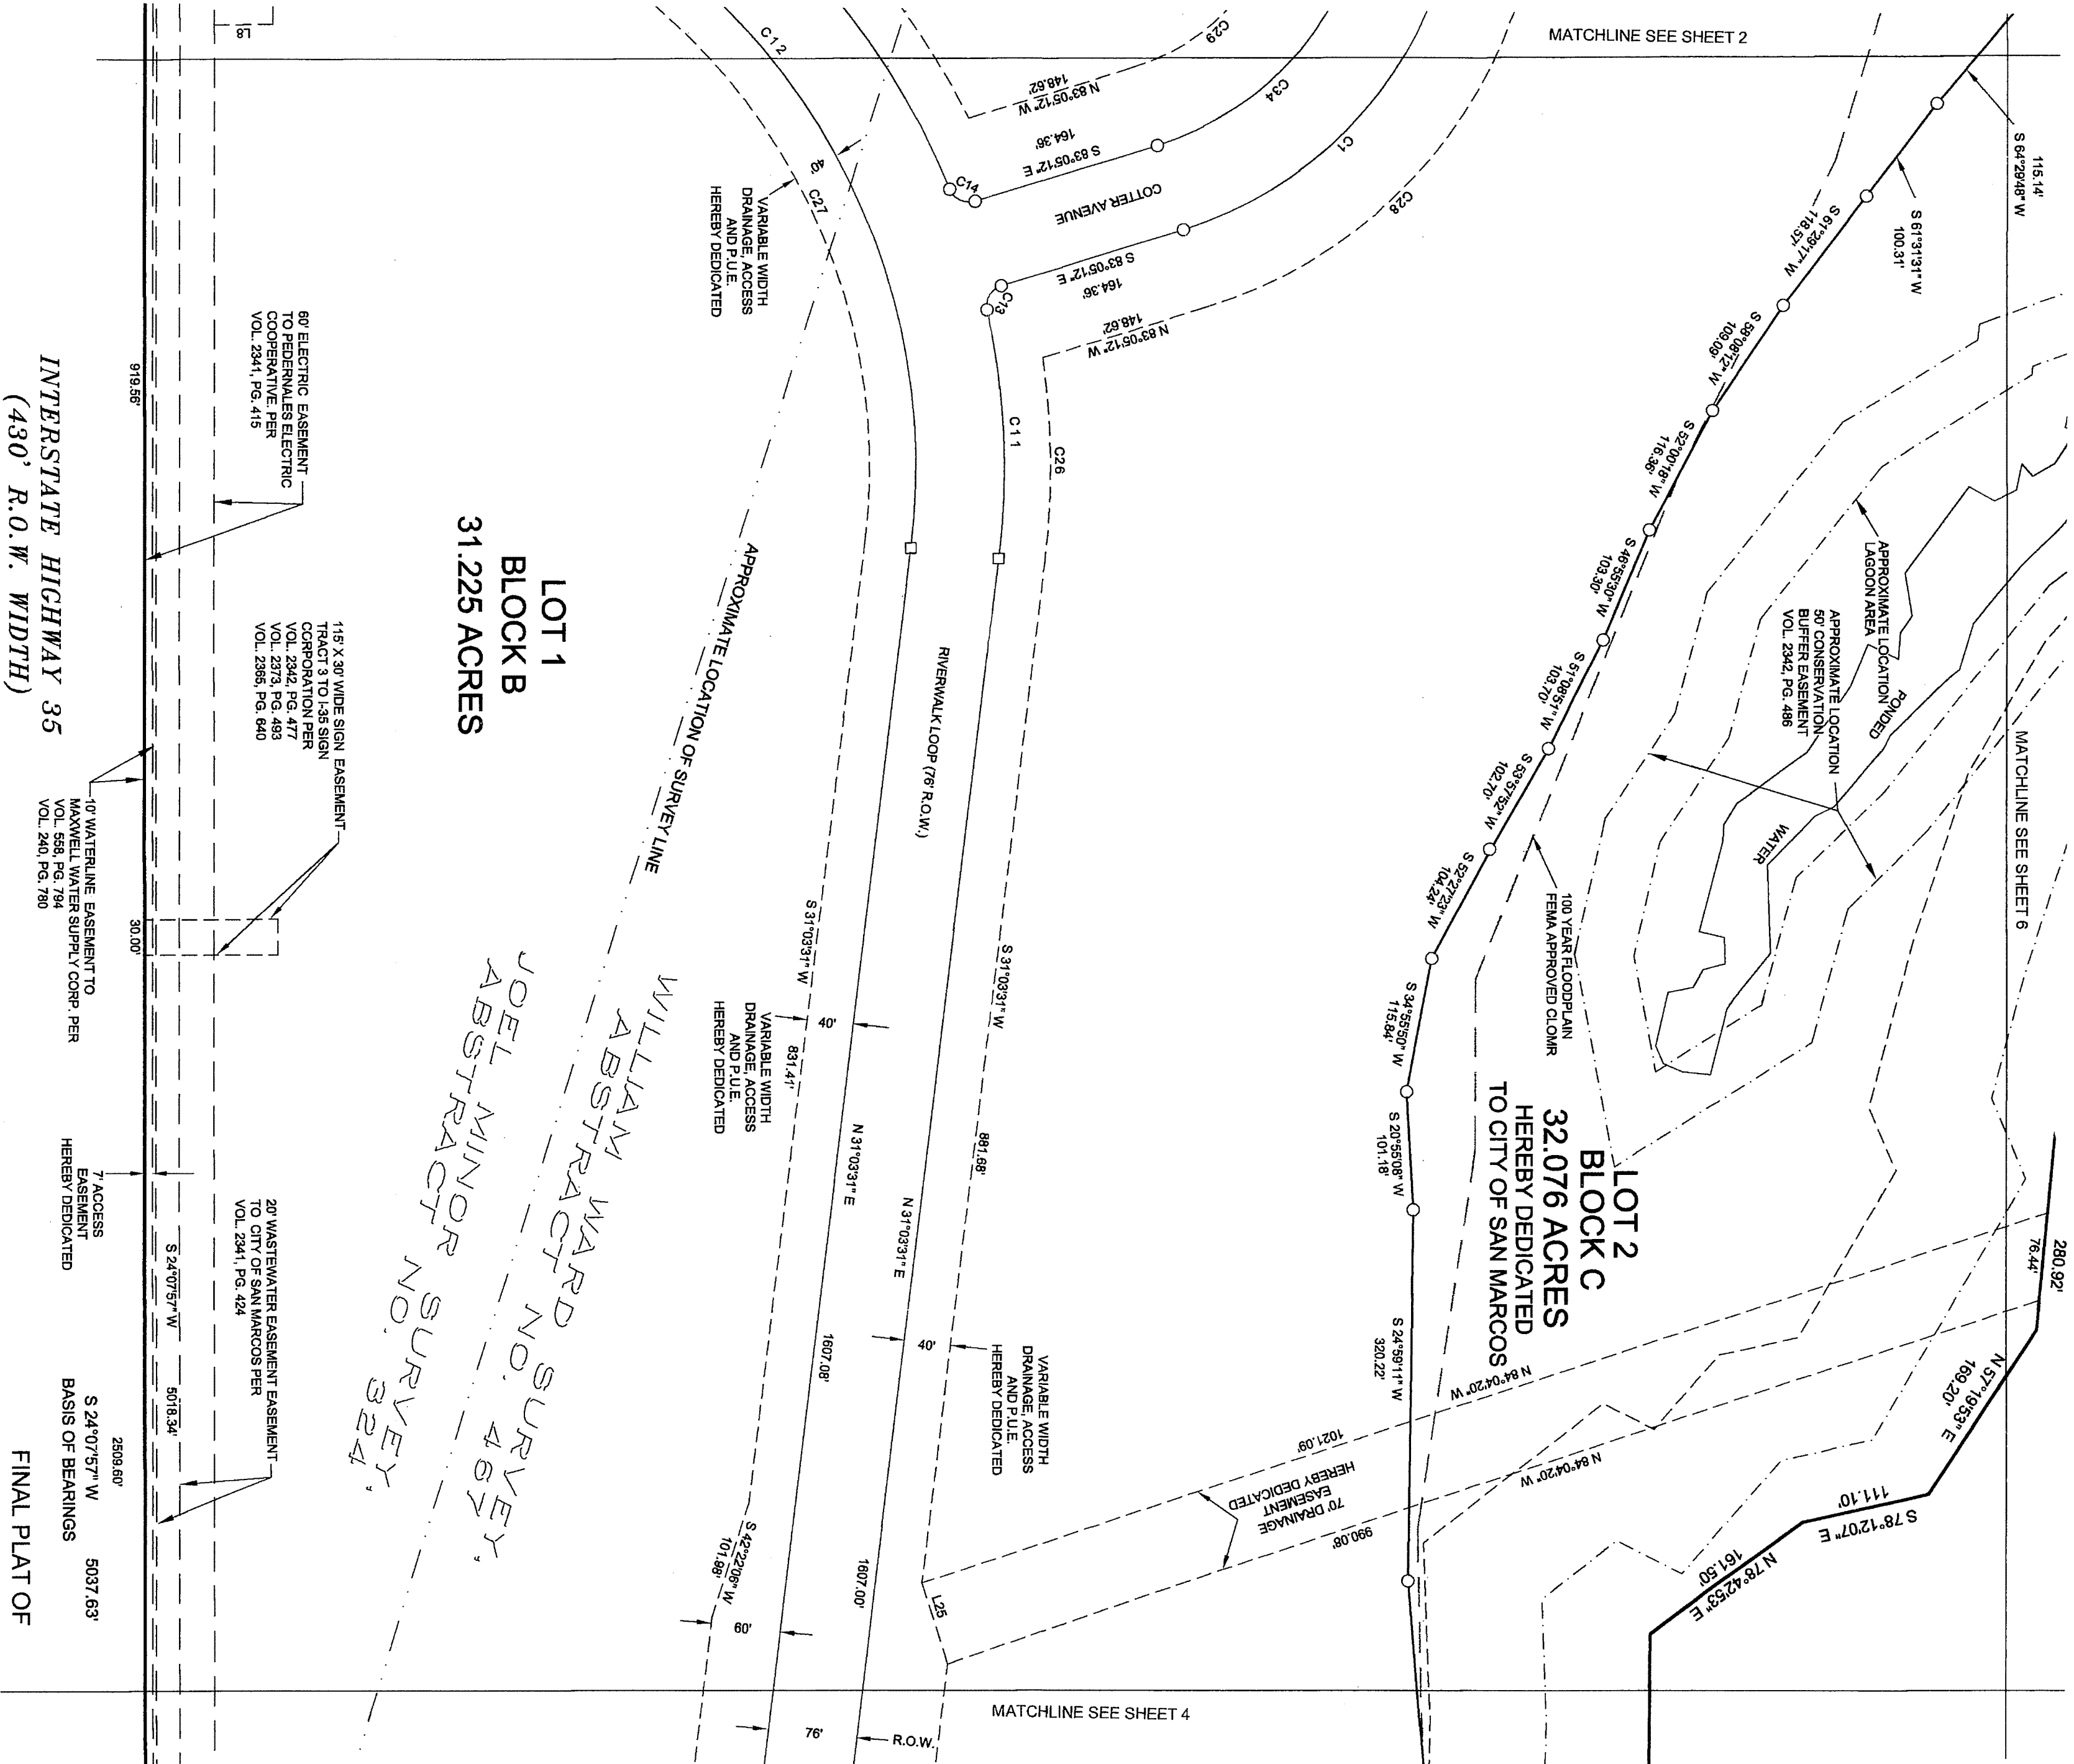 MATCHLINE SEE SHEET 2
L8
C12
C29
148.62'
N 83°05'12" W
C34
164.36'
S 83°05'12" E
C1
C14
COTTER AVENUE
C28
40'
C27
VARIABLE WIDTH
DRAINAGE, ACCESS
AND P.U.E.
HEREBY DEDICATED
S 83°05'12" E
164.36'
C13
148.62'
N 83°05'12" W
C11
C26
115.14'
S 64°29'48" W
S 61°31'31" W
100.31'
S 61°29'17" W
118.57'
S 58°08'12" W
109.09'
S 52°00'18" W
116.36'
S 46°55'30" W
103.30'
S 51°08'51" W
103.70'
S 53°57'52" W
102.70'
S 52°27'23" W
104.24'
S 34°55'50" W
115.84'
S 20°55'08" W
101.18'
S 24°59'11" W
320.22'
APPROXIMATE LOCATION
LAGOON AREA
APPROXIMATE LOCATION
50' CONSERVATION
BUFFER EASEMENT
VOL. 2342, PG. 486
PONDED
WATER
MATCHLINE SEE SHEET 6
100 YEAR FLOODPLAIN
FEMA APPROVED CLOMR
LOT 2
BLOCK C
32.076 ACRES
HEREBY DEDICATED
TO CITY OF SAN MARCOS
280.92'
76.44'
N 57°19'53" E
169.20'
S 78°12'07" E
111.10'
N 78°42'53" E
161.50'
N 84°04'20" W
1021.09'
N 84°04'20" W
990.08'
70' DRAINAGE
EASEMENT
HEREBY DEDICATED
L25
LOT 1
BLOCK B
31.225 ACRES
APPROXIMATE LOCATION OF SURVEY LINE
RIVERWALK LOOP (76' R.O.W.)
S 31°03'31" W
S 31°03'31" W
40'
831.41'
881.68'
VARIABLE WIDTH
DRAINAGE, ACCESS
AND P.U.E.
HEREBY DEDICATED
N 31°03'31" E
N 31°03'31" E
40'
1607.08'
VARIABLE WIDTH
DRAINAGE, ACCESS
AND P.U.E.
HEREBY DEDICATED
S 42°22'06" W
101.98'
1607.00'
60'
76'
R.O.W.
MATCHLINE SEE SHEET 4
WILLIAM WARD SURVEY,
ABSTRACT NO. 467
JOEL MINOR SURVEY,
ABSTRACT NO. 324
60' ELECTRIC EASEMENT
TO PEDERNALES ELECTRIC
COOPERATIVE. PER
VOL. 2341, PG. 415
919.56'
115' X 30' WIDE SIGN EASEMENT
TRACT 3 TO I-35 SIGN
CORPORATION PER
VOL. 2342, PG. 477
VOL. 2373, PG. 493
VOL. 2365, PG. 640
30.00'
10' WATERLINE EASEMENT TO
MAXWELL WATER SUPPLY CORP. PER
VOL. 558, PG. 794
VOL. 240, PG. 780
7' ACCESS
EASEMENT
HEREBY DEDICATED
20' WASTEWATER EASEMENT EASEMENT
TO CITY OF SAN MARCOS PER
VOL. 2341, PG. 424
S 24°07'57" W
5018.34'
2509.60'
S 24°07'57" W
5037.63'
BASIS OF BEARINGS
INTERSTATE HIGHWAY 35
(430' R.O.W. WIDTH)
FINAL PLAT OF